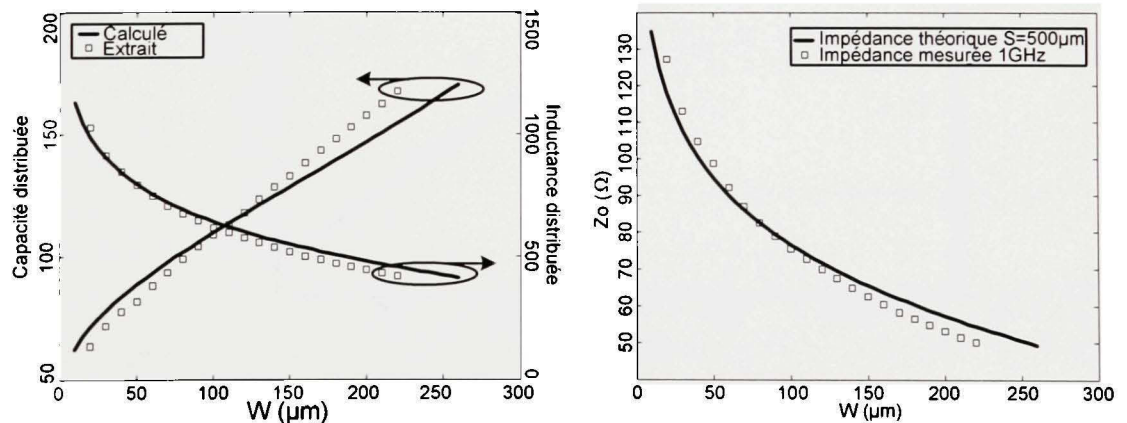 200
150
100
50
Capacité distribuée
Calculé
Extrait
1500
1000
500
0
Inductance distribuée
0 50 100 150 200 250 300
W (µm)
130
120
110
100
90
80
70
60
50
Zo (Ω)
Impédance théorique S=500µm
Impédance mesurée 1GHz
0 50 100 150 200 250 300
W (µm)